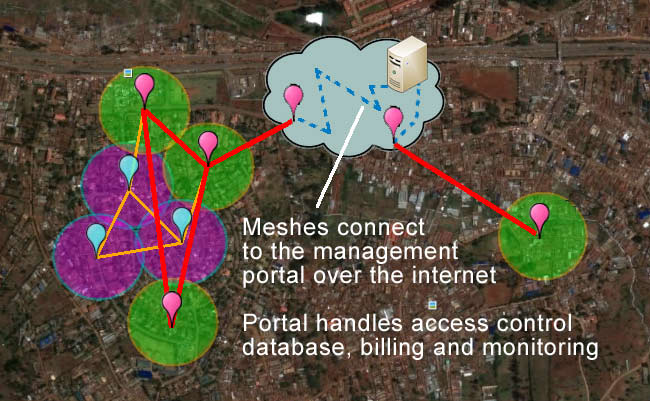 Meshes connect
to the management
portal over the internet
Portal handles access control
database, billing and monitoring